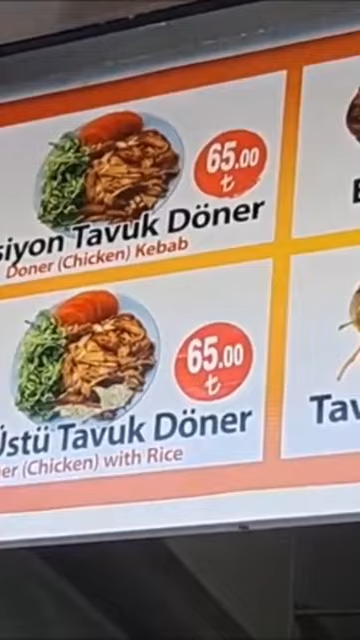 65.00
₺
siyon Tavuk Döner
Doner (Chicken) Kebab
65.00
₺
Üstü Tavuk Döner
er (Chicken) with Rice
Tav